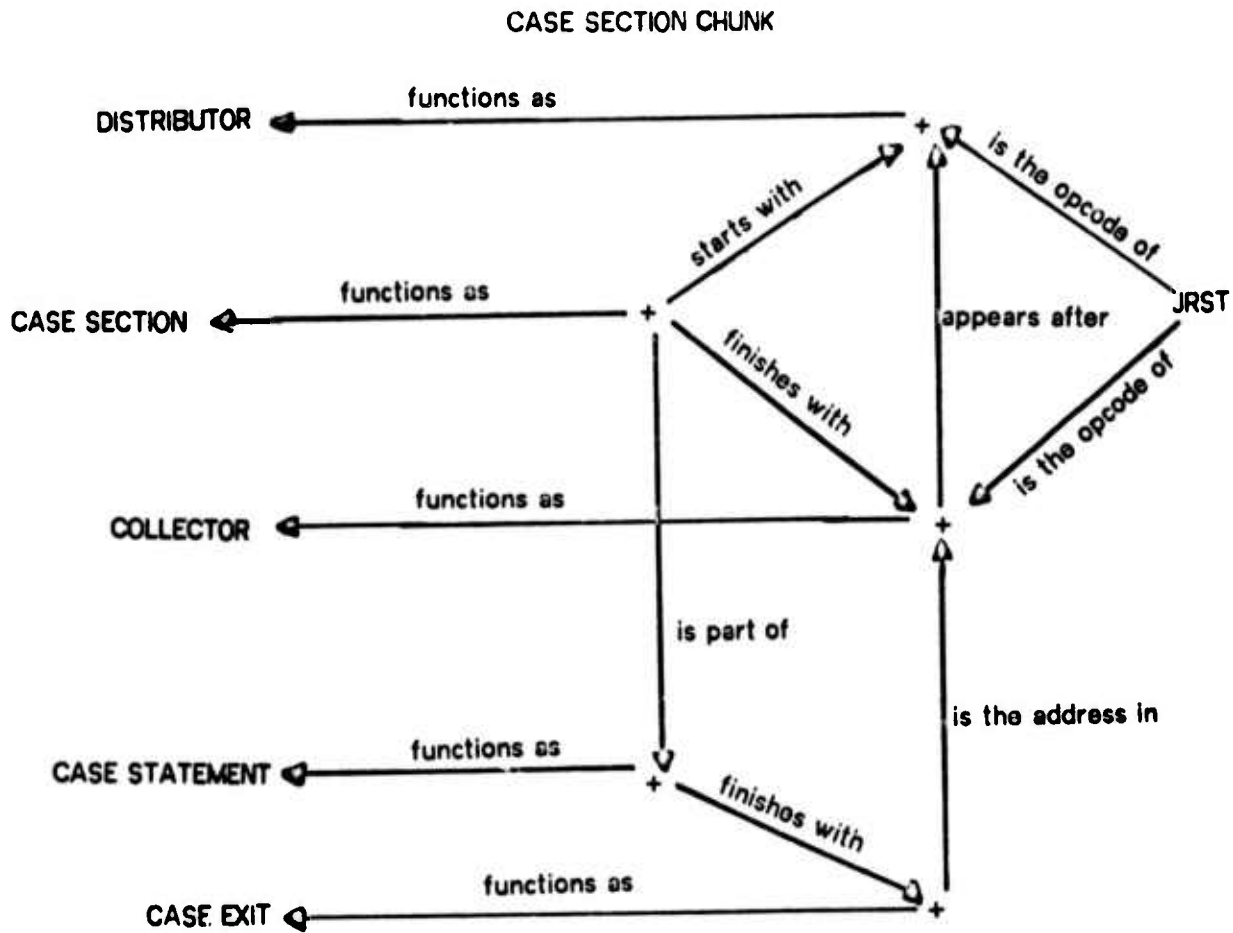 CASE SECTION CHUNK
functions as
DISTRIBUTOR
+
is the opcode of
starts with
functions as
JRST
CASE SECTION
+
appears after
finishes with
is the opcode of
functions as
COLLECTOR
+
is part of
is the address in
functions as
CASE STATEMENT
+
finishes with
functions as
CASE EXIT
+